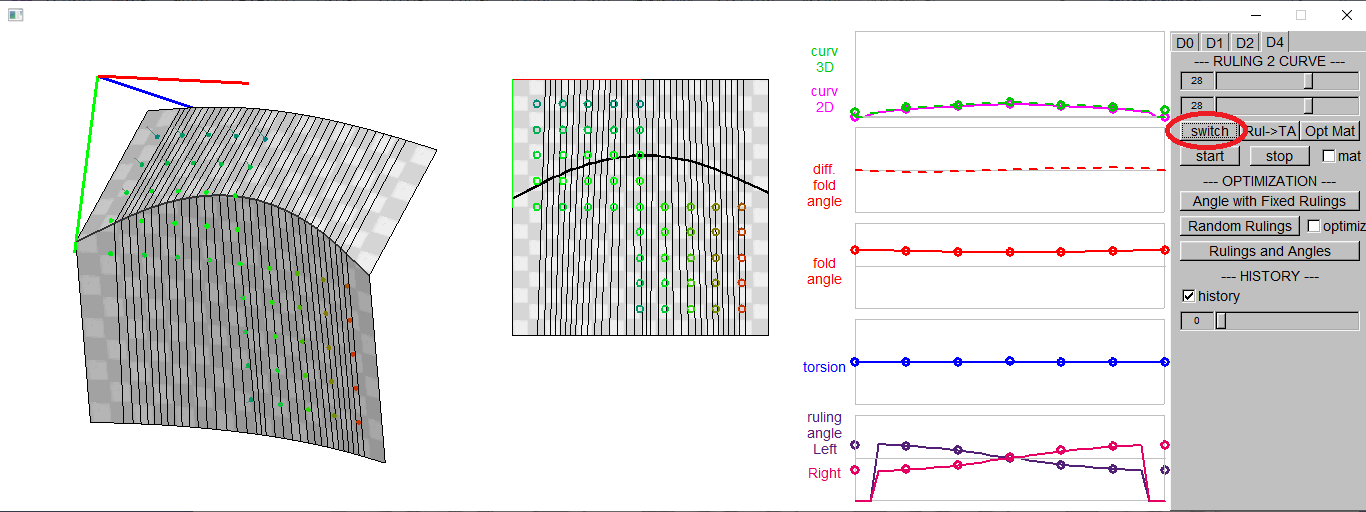 D0 D1 D2 D4
--- RULING 2 CURVE ---
28
28
switch Rul->TA Opt Mat
start stop mat
--- OPTIMIZATION ---
Angle with Fixed Rulings
Random Rulings optimiz
Rulings and Angles
--- HISTORY ---
history
0
curv
3D
curv
2D
diff.
fold
angle
fold
angle
torsion
ruling
angle
Left
Right